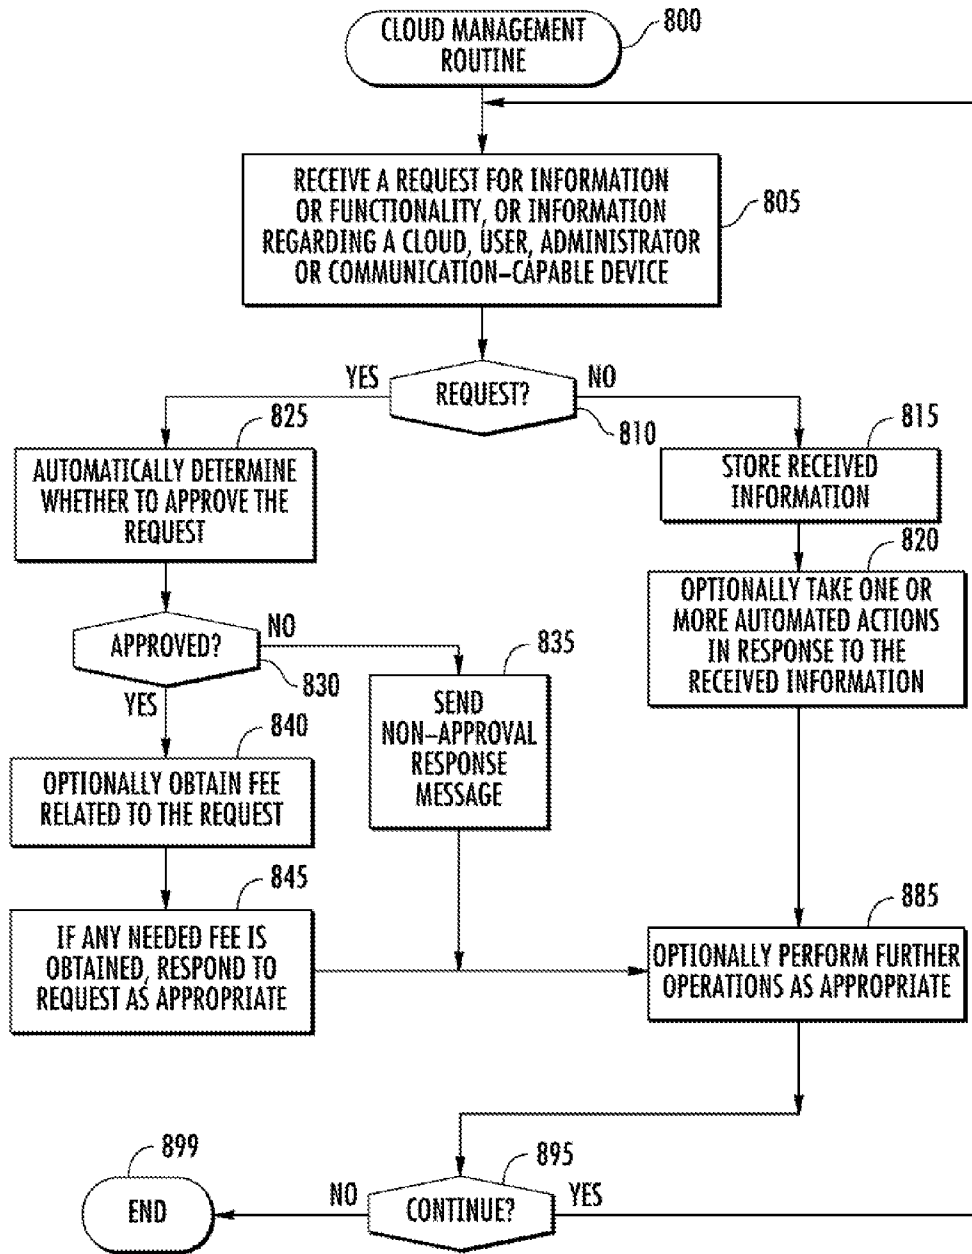 CLOUD MANAGEMENT
ROUTINE
800
RECEIVE A REQUEST FOR INFORMATION
OR FUNCTIONALITY, OR INFORMATION
REGARDING A CLOUD, USER, ADMINISTRATOR
OR COMMUNICATION–CAPABLE DEVICE
805
YES
REQUEST?
NO
810
825
AUTOMATICALLY DETERMINE
WHETHER TO APPROVE THE
REQUEST
815
STORE RECEIVED
INFORMATION
820
OPTIONALLY TAKE ONE OR
MORE AUTOMATED ACTIONS
IN RESPONSE TO THE
RECEIVED INFORMATION
APPROVED?
NO
830
YES
835
SEND
NON–APPROVAL
RESPONSE
MESSAGE
840
OPTIONALLY OBTAIN FEE
RELATED TO THE REQUEST
845
IF ANY NEEDED FEE IS
OBTAINED, RESPOND TO
REQUEST AS APPROPRIATE
885
OPTIONALLY PERFORM FURTHER
OPERATIONS AS APPROPRIATE
899
END
NO
895
CONTINUE?
YES